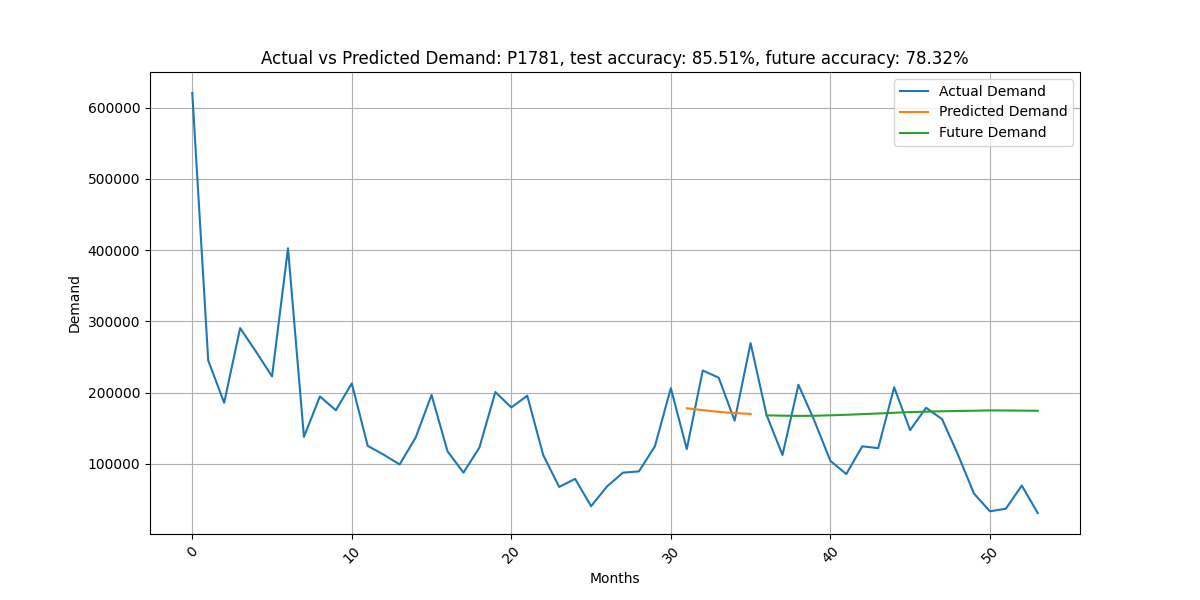 Actual vs Predicted Demand: P1781, test accuracy: 85.51%, future accuracy: 78.32%
Actual Demand
Predicted Demand
Future Demand
600000
500000
400000
300000
200000
100000
Demand
0
10
20
30
40
50
Months